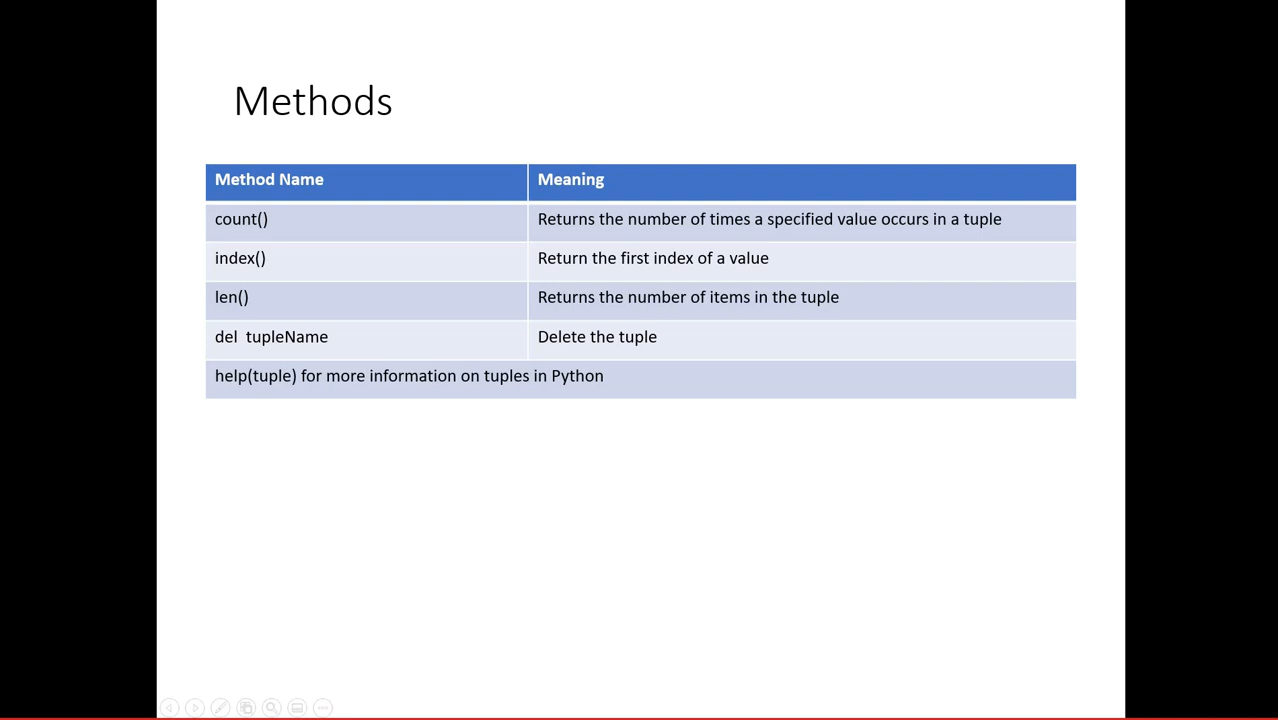 Methods
Method Name Meaning
count() Returns the number of times a specified value occurs in a tuple
index() Return the first index of a value
len() Returns the number of items in the tuple
del tupleName Delete the tuple
help(tuple) for more information on tuples in Python